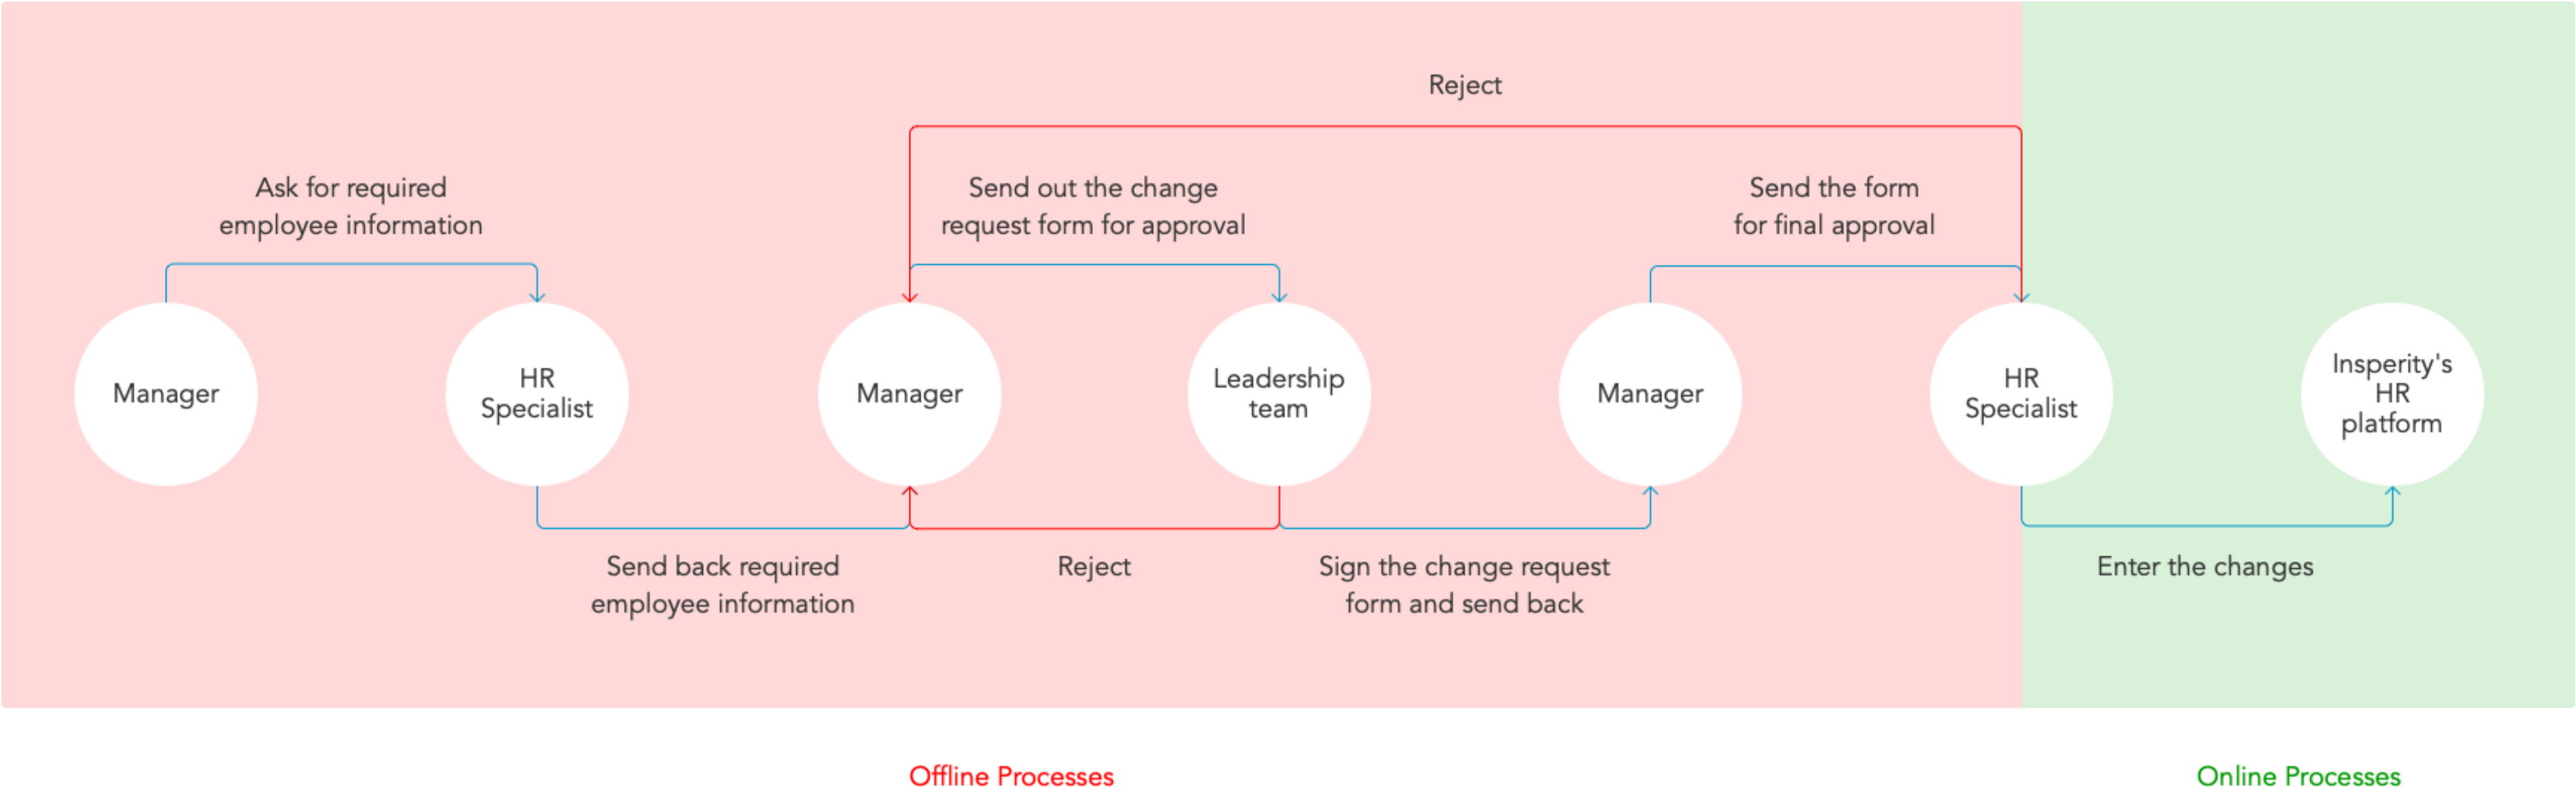 Reject
Ask for required
employee information
Send out the change
request form for approval
Send the form
for final approval
Manager
HR
Specialist
Manager
Leadership
team
Manager
HR
Specialist
Insperity's
HR
platform
Send back required
employee information
Reject
Sign the change request
form and send back
Enter the changes
Offline Processes
Online Processes